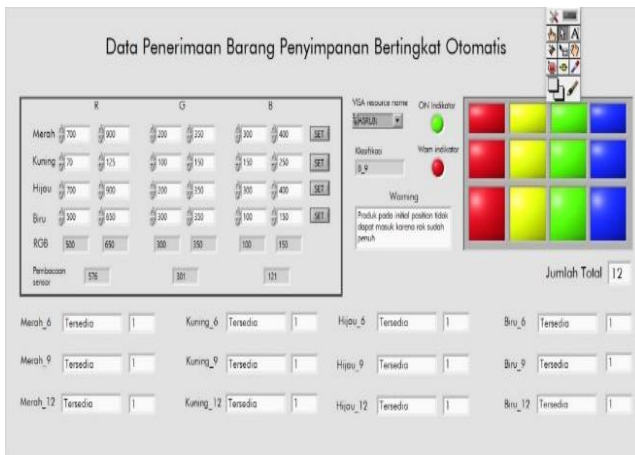 Data Penerimaan Barang Penyimpanan Bertingkat Otomatis
A
R G B
Merah 700 900 200 350 300 400 SET
Kuning 70 125 100 150 150 250 SET
Hijau 700 900 200 350 300 400 SET
Biru 500 650 300 350 100 150 SET
RGB 500 650 300 350 100 150
Pembacaan sensor 576 301 121
VISA resource name ON Indikator
Klasifikasi Warn indikator
B_9
Warning
Produk pada initial position tidak
dapat masuk karena rak sudah
penuh
Jumlah Total 12
Merah_6 Tersedia 1 Kuning_6 Tersedia 1 Hijau_6 Tersedia 1 Biru_6 Tersedia 1
Merah_9 Tersedia 1 Kuning_9 Tersedia 1 Hijau_9 Tersedia 1 Biru_9 Tersedia 1
Merah_12 Tersedia 1 Kuning_12 Tersedia 1 Hijau_12 Tersedia 1 Biru_12 Tersedia 1